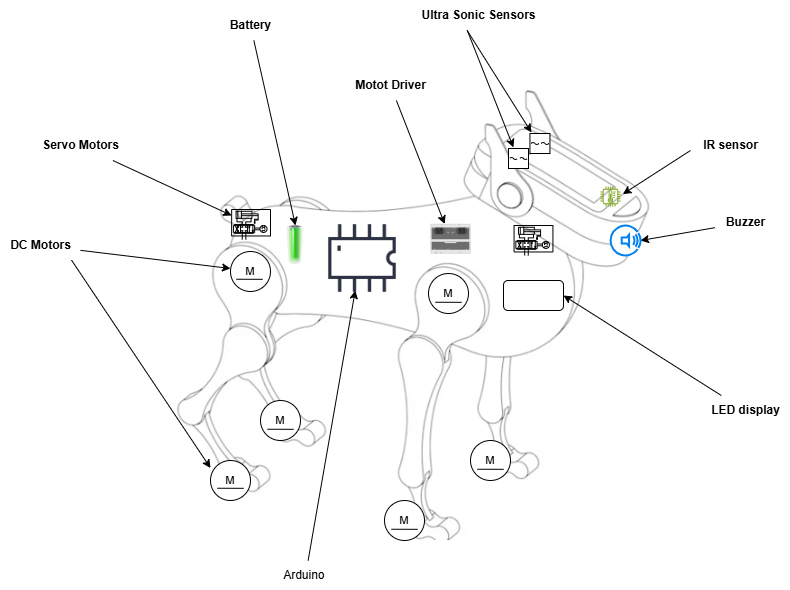 Ultra Sonic Sensors
Battery
Motot Driver
Servo Motors
IR sensor
Buzzer
DC Motors
M
M
LED display
M
M
M
M
Arduino